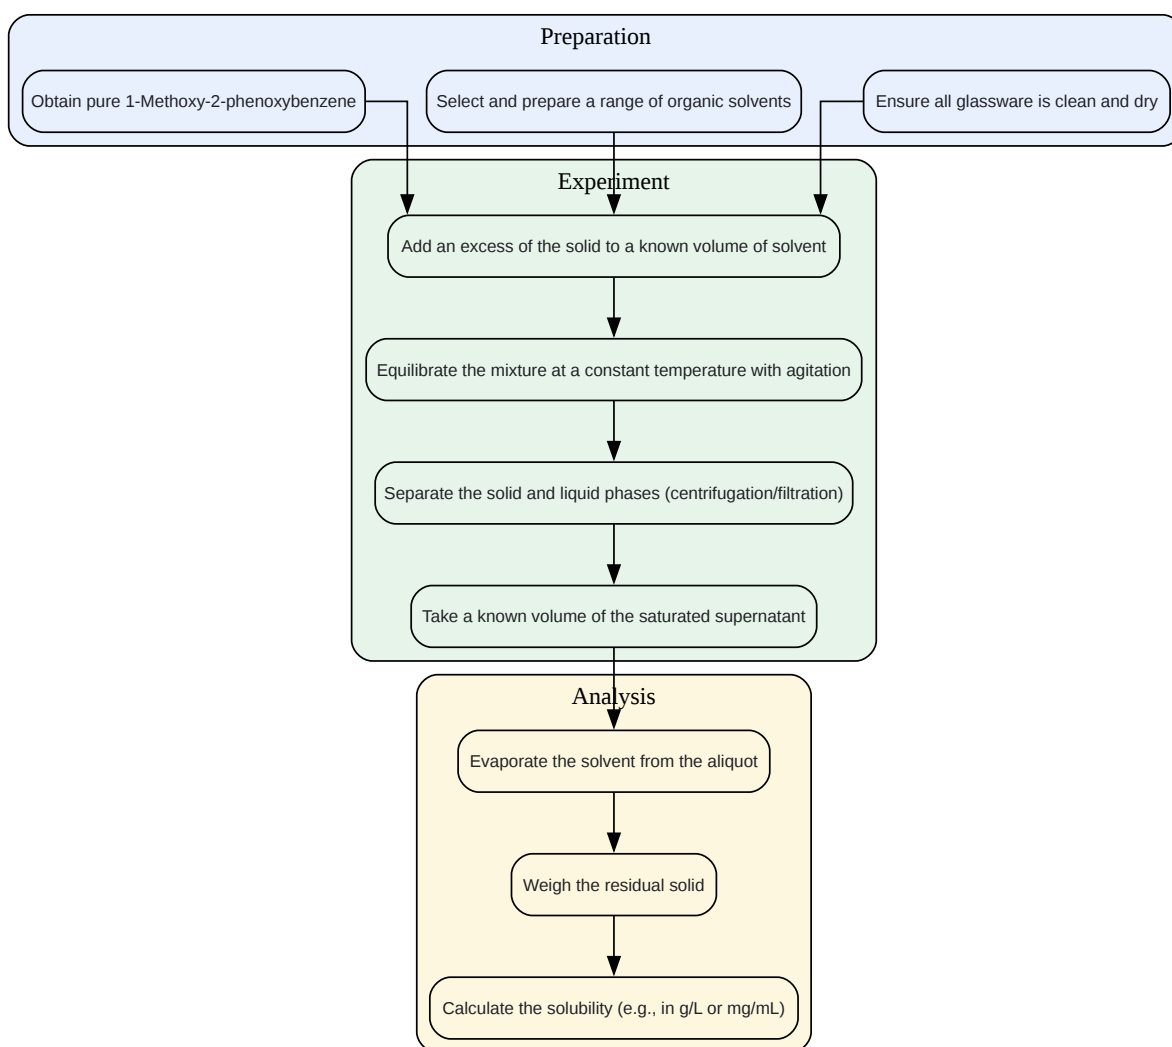 Preparation
Obtain pure 1-Methoxy-2-phenoxybenzene
Select and prepare a range of organic solvents
Ensure all glassware is clean and dry
Experiment
Add an excess of the solid to a known volume of solvent
Equilibrate the mixture at a constant temperature with agitation
Separate the solid and liquid phases (centrifugation/filtration)
Take a known volume of the saturated supernatant
Analysis
Evaporate the solvent from the aliquot
Weigh the residual solid
Calculate the solubility (e.g., in g/L or mg/mL)